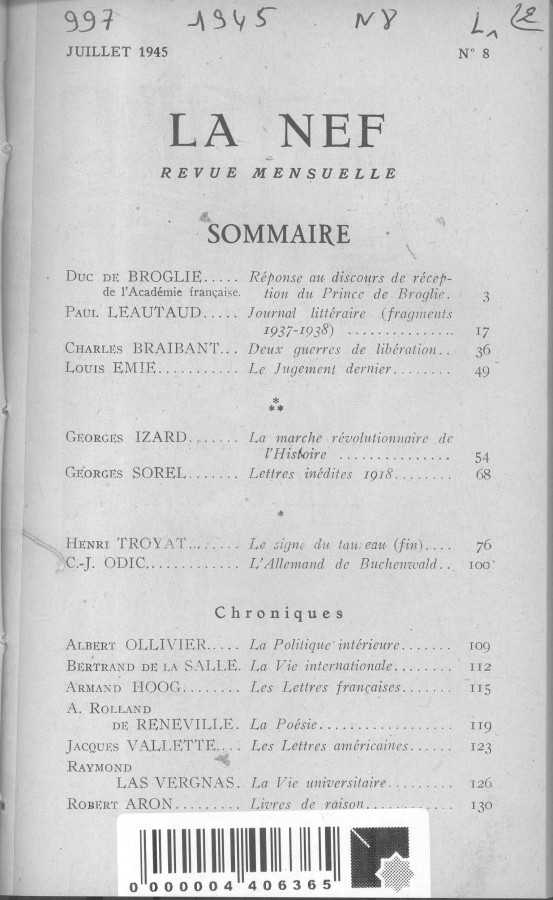 997 1945 N8 L1
JUILLET 1945 N° 8
LA NEF
REVUE MENSUELLE
SOMMAIRE
DUC DE BROGLIE..... Réponse au discours de récep-
de l'Académie française. tion du Prince de Broglie. 3
PAUL LEAUTAUD..... Journal littéraire (fragments
1937-1938) ............... 17
CHARLES BRAIBANT... Deux guerres de libération.. 36
LOUIS EMIE........... Le Jugement dernier........ 49
*
**
GEORGES IZARD....... La marche révolutionnaire de
l'Histoire ............... 54
GEORGES SOREL....... Lettres inédites 1918........ 68
*
HENRI TROYAT........ Le signe du taureau (fin).... 76
C.-J. ODIC............. L'Allemand de Buchenwald.. 100
Chroniques
ALBERT OLLIVIER..... La Politique intérieure....... 109
BERTRAND DE LA SALLE. La Vie internationale........ 112
ARMAND HOOG........ Les Lettres françaises....... 115
A. ROLLAND
DE RENEVILLE. La Poésie................. 119
JACQUES VALLETTE.... Les Lettres américaines...... 123
RAYMOND
LAS VERGNAS. La Vie universitaire......... 126
ROBERT ARON......... Livres de raison............ 130
0 000004 406365